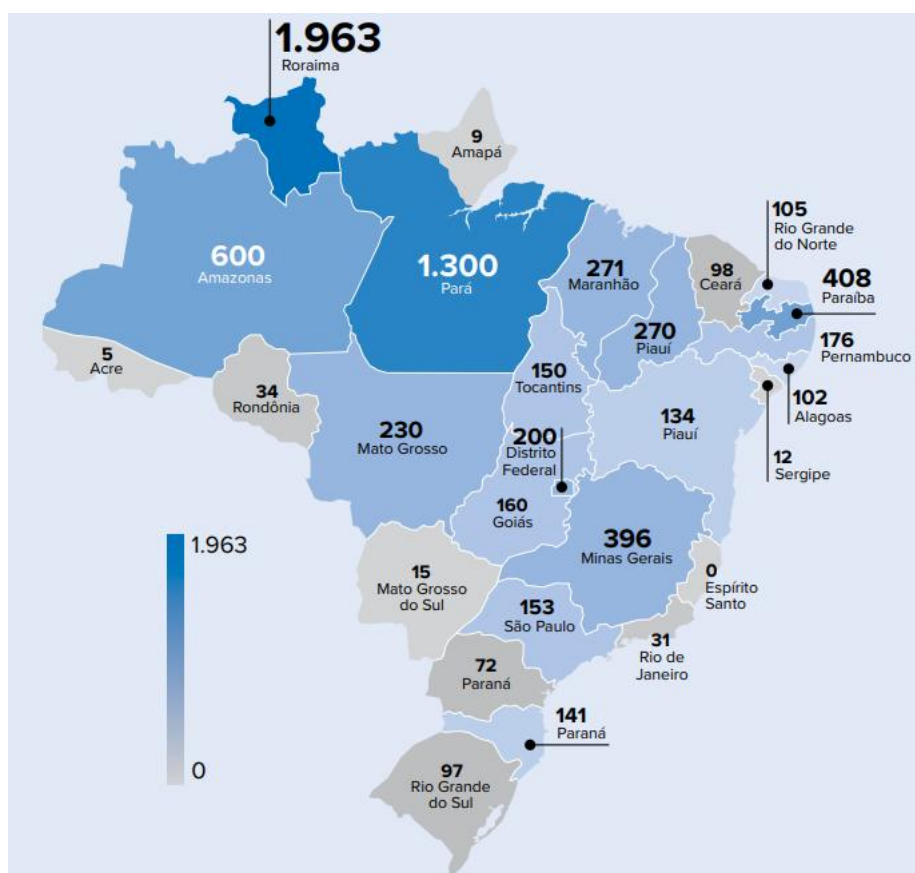 1.963
Roraima
9
Amapá
600
Amazonas
1.300
Pará
271
Maranhão
98
Ceará
105
Rio Grande
do Norte
408
Paraíba
270
Piauí
176
Pernambuco
5
Acre
34
Rondônia
150
Tocantins
102
Alagoas
230
Mato Grosso
200
Distrito
Federal
134
Piauí
12
Sergipe
160
Goiás
396
Minas Gerais
0
Espírito
Santo
1.963
0
15
Mato Grosso
do Sul
153
São Paulo
31
Rio de
Janeiro
72
Paraná
141
Paraná
97
Rio Grande
do Sul